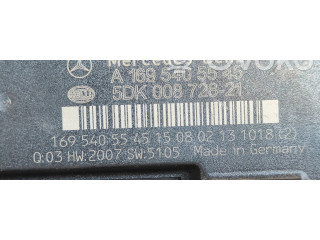 A 169 540 55 45
5DK 008 728-21
169 540 55 45 15 08 02 13 1018 (2)
Q:03 HW:2007 SW:5105 Made in Germany